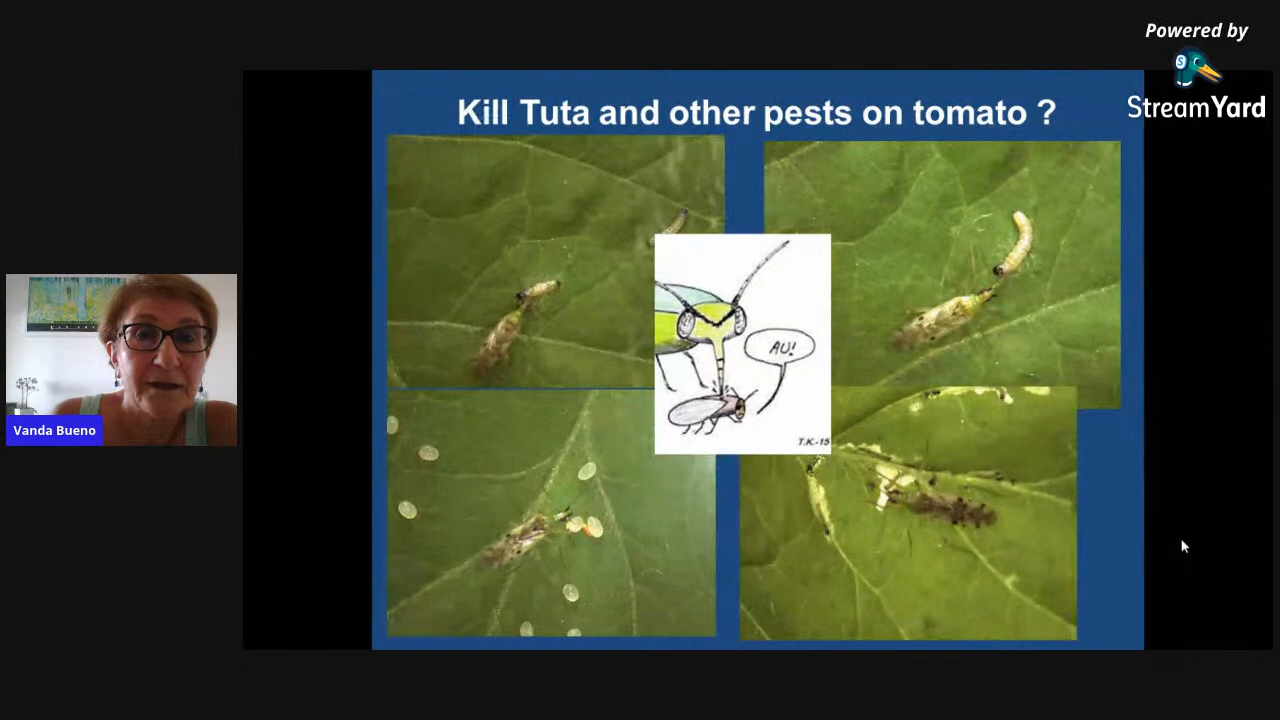 Powered by
StreamYard
Kill Tuta and other pests on tomato ?
AU!
T.K.-15
Vanda Bueno